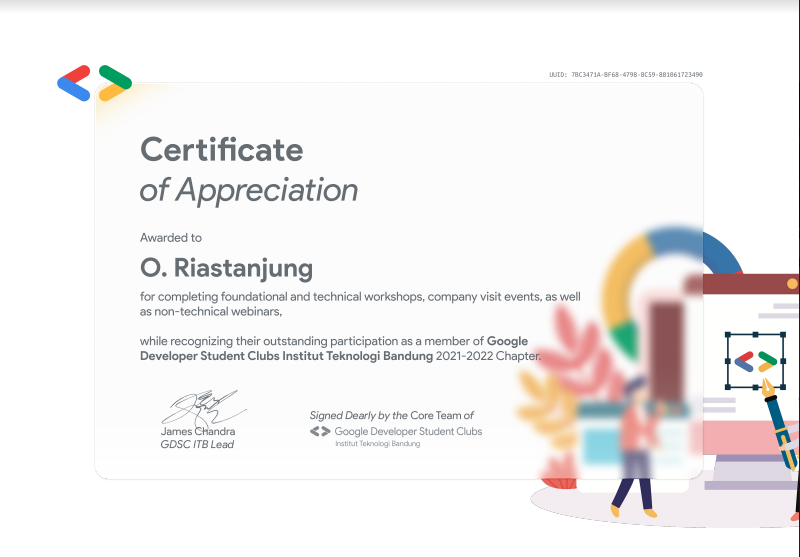 UUID: 7BC3471A-BF68-4798-8C59-881061723490
Certificate
of Appreciation
Awarded to
O. Riastanjung
for completing foundational and technical workshops, company visit events, as well
as non-technical webinars,
while recognizing their outstanding participation as a member of Google
Developer Student Clubs Institut Teknologi Bandung 2021-2022 Chapter.
James Chandra
GDSC ITB Lead
Signed Dearly by the Core Team of
Google Developer Student Clubs
Institut Teknologi Bandung